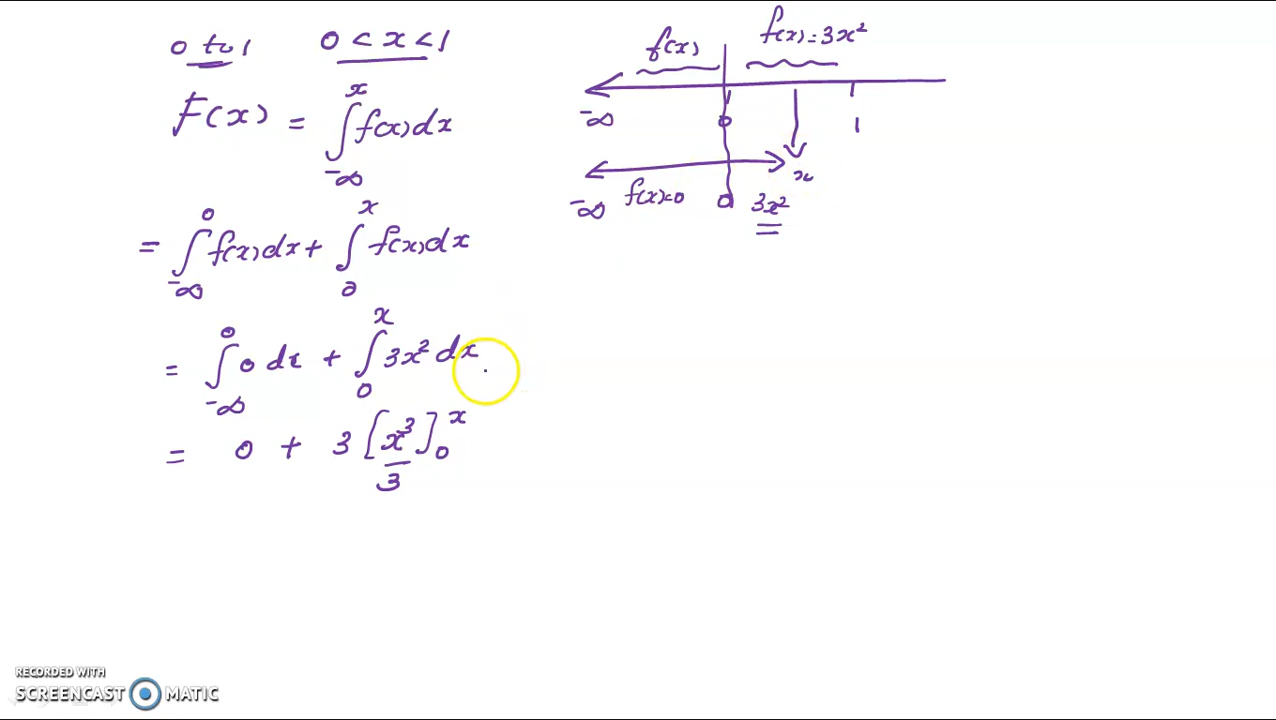 0 to 1 0 < x < 1
F(x) = ∫_{-∞}^{x} f(x) dx
= ∫_{-∞}^{0} f(x) dx + ∫_{0}^{x} f(x) dx
= ∫_{-∞}^{0} 0 dx + ∫_{0}^{x} 3x² dx
= 0 + 3 [x³/3]_{0}^{x}
f(x) f(x) = 3x²
-∞ 0 1
x
-∞ f(x)=0 0 3x²
RECORDED WITH
SCREENCAST MATIC